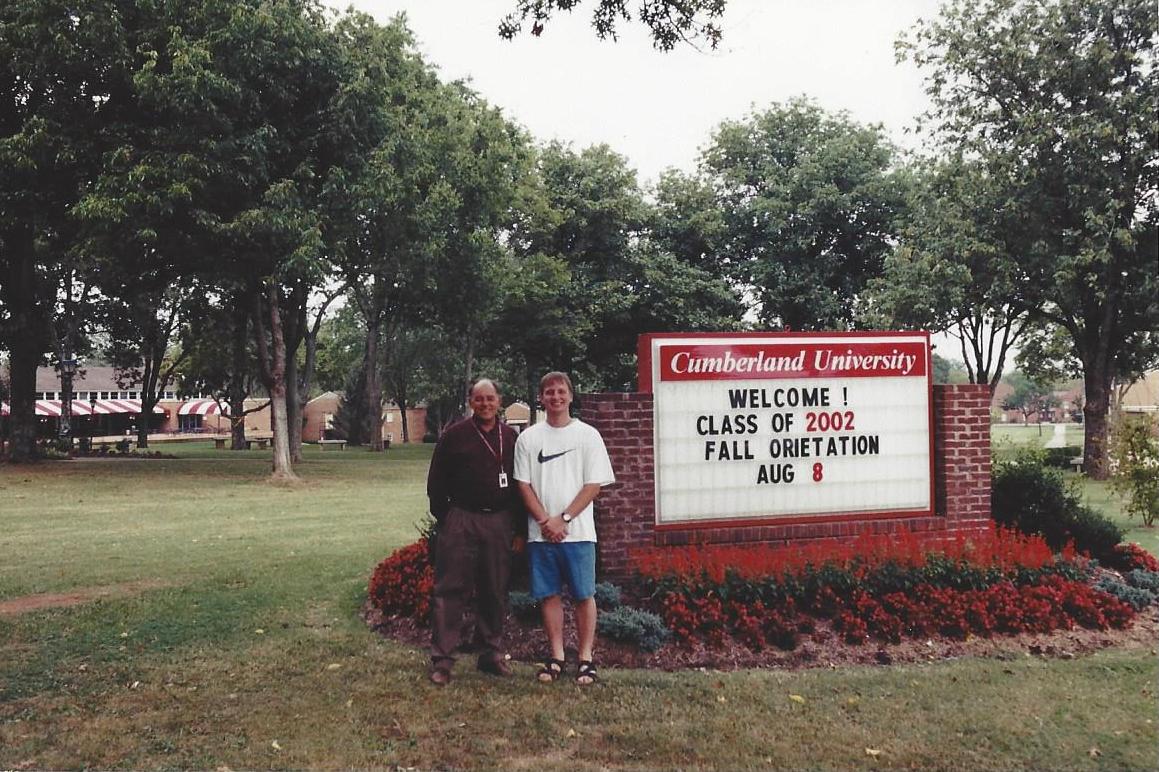 Cumberland University
WELCOME !
CLASS OF 2002
FALL ORIETATION
AUG 8